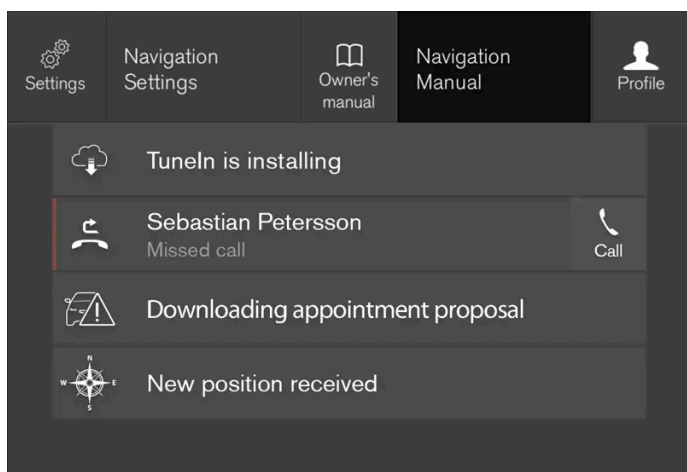 Settings
Navigation
Settings
Owner's
manual
Navigation
Manual
Profile
TuneIn is installing
Sebastian Petersson
Missed call
Call
Downloading appointment proposal
N
W E
S
New position received